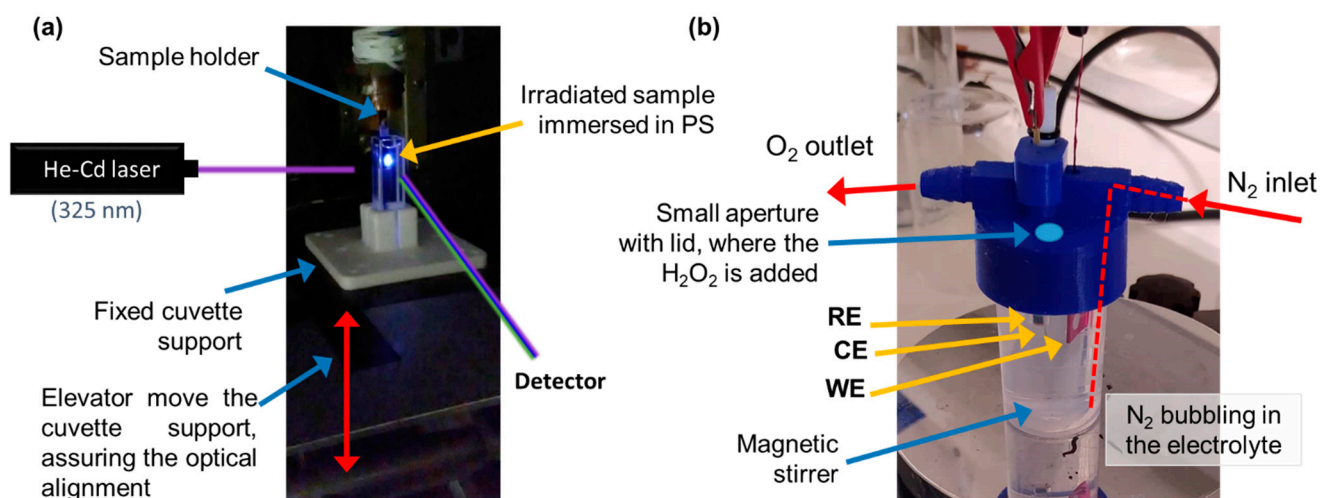 (a)
Sample holder
Irradiated sample
immersed in PS
He-Cd laser
(325 nm)
Fixed cuvette
support
Detector
Elevator move the
cuvette support,
assuring the optical
alignment
(b)
O₂ outlet
N₂ inlet
Small aperture
with lid, where the
H₂O₂ is added
RE
CE
WE
Magnetic
stirrer
N₂ bubbling in
the electrolyte